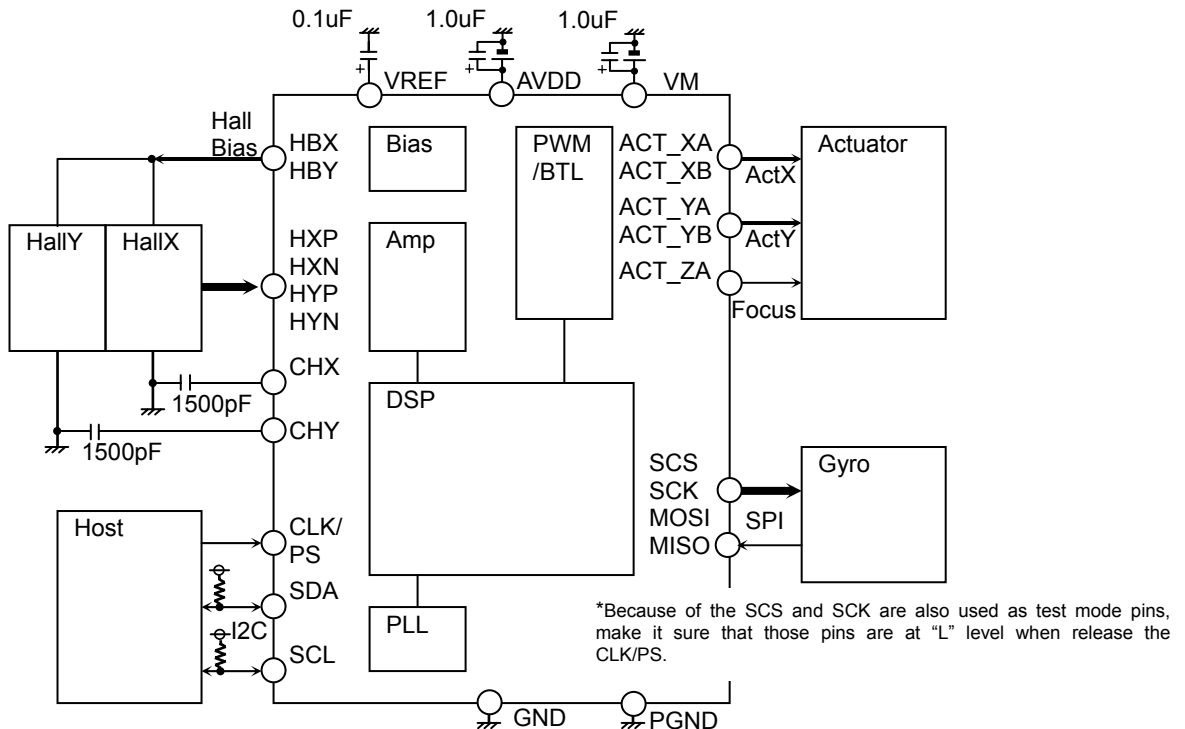 0.1uF
1.0uF
1.0uF
+
+
+
VREF
AVDD
VM
Hall
Bias
HBX
HBY
Bias
PWM
/BTL
ACT_XA
ACT_XB
ActX
Actuator
HallY
HallX
HXP
HXN
HYP
HYN
Amp
ACT_YA
ACT_YB
ActY
ACT_ZA
Focus
CHX
1500pF
DSP
CHY
1500pF
SCS
SCK
MOSI
MISO
SPI
Gyro
Host
CLK/
PS
SDA
I2C
SCL
PLL
*Because of the SCS and SCK are also used as test mode pins,
make it sure that those pins are at “L” level when release the
CLK/PS.
GND
PGND